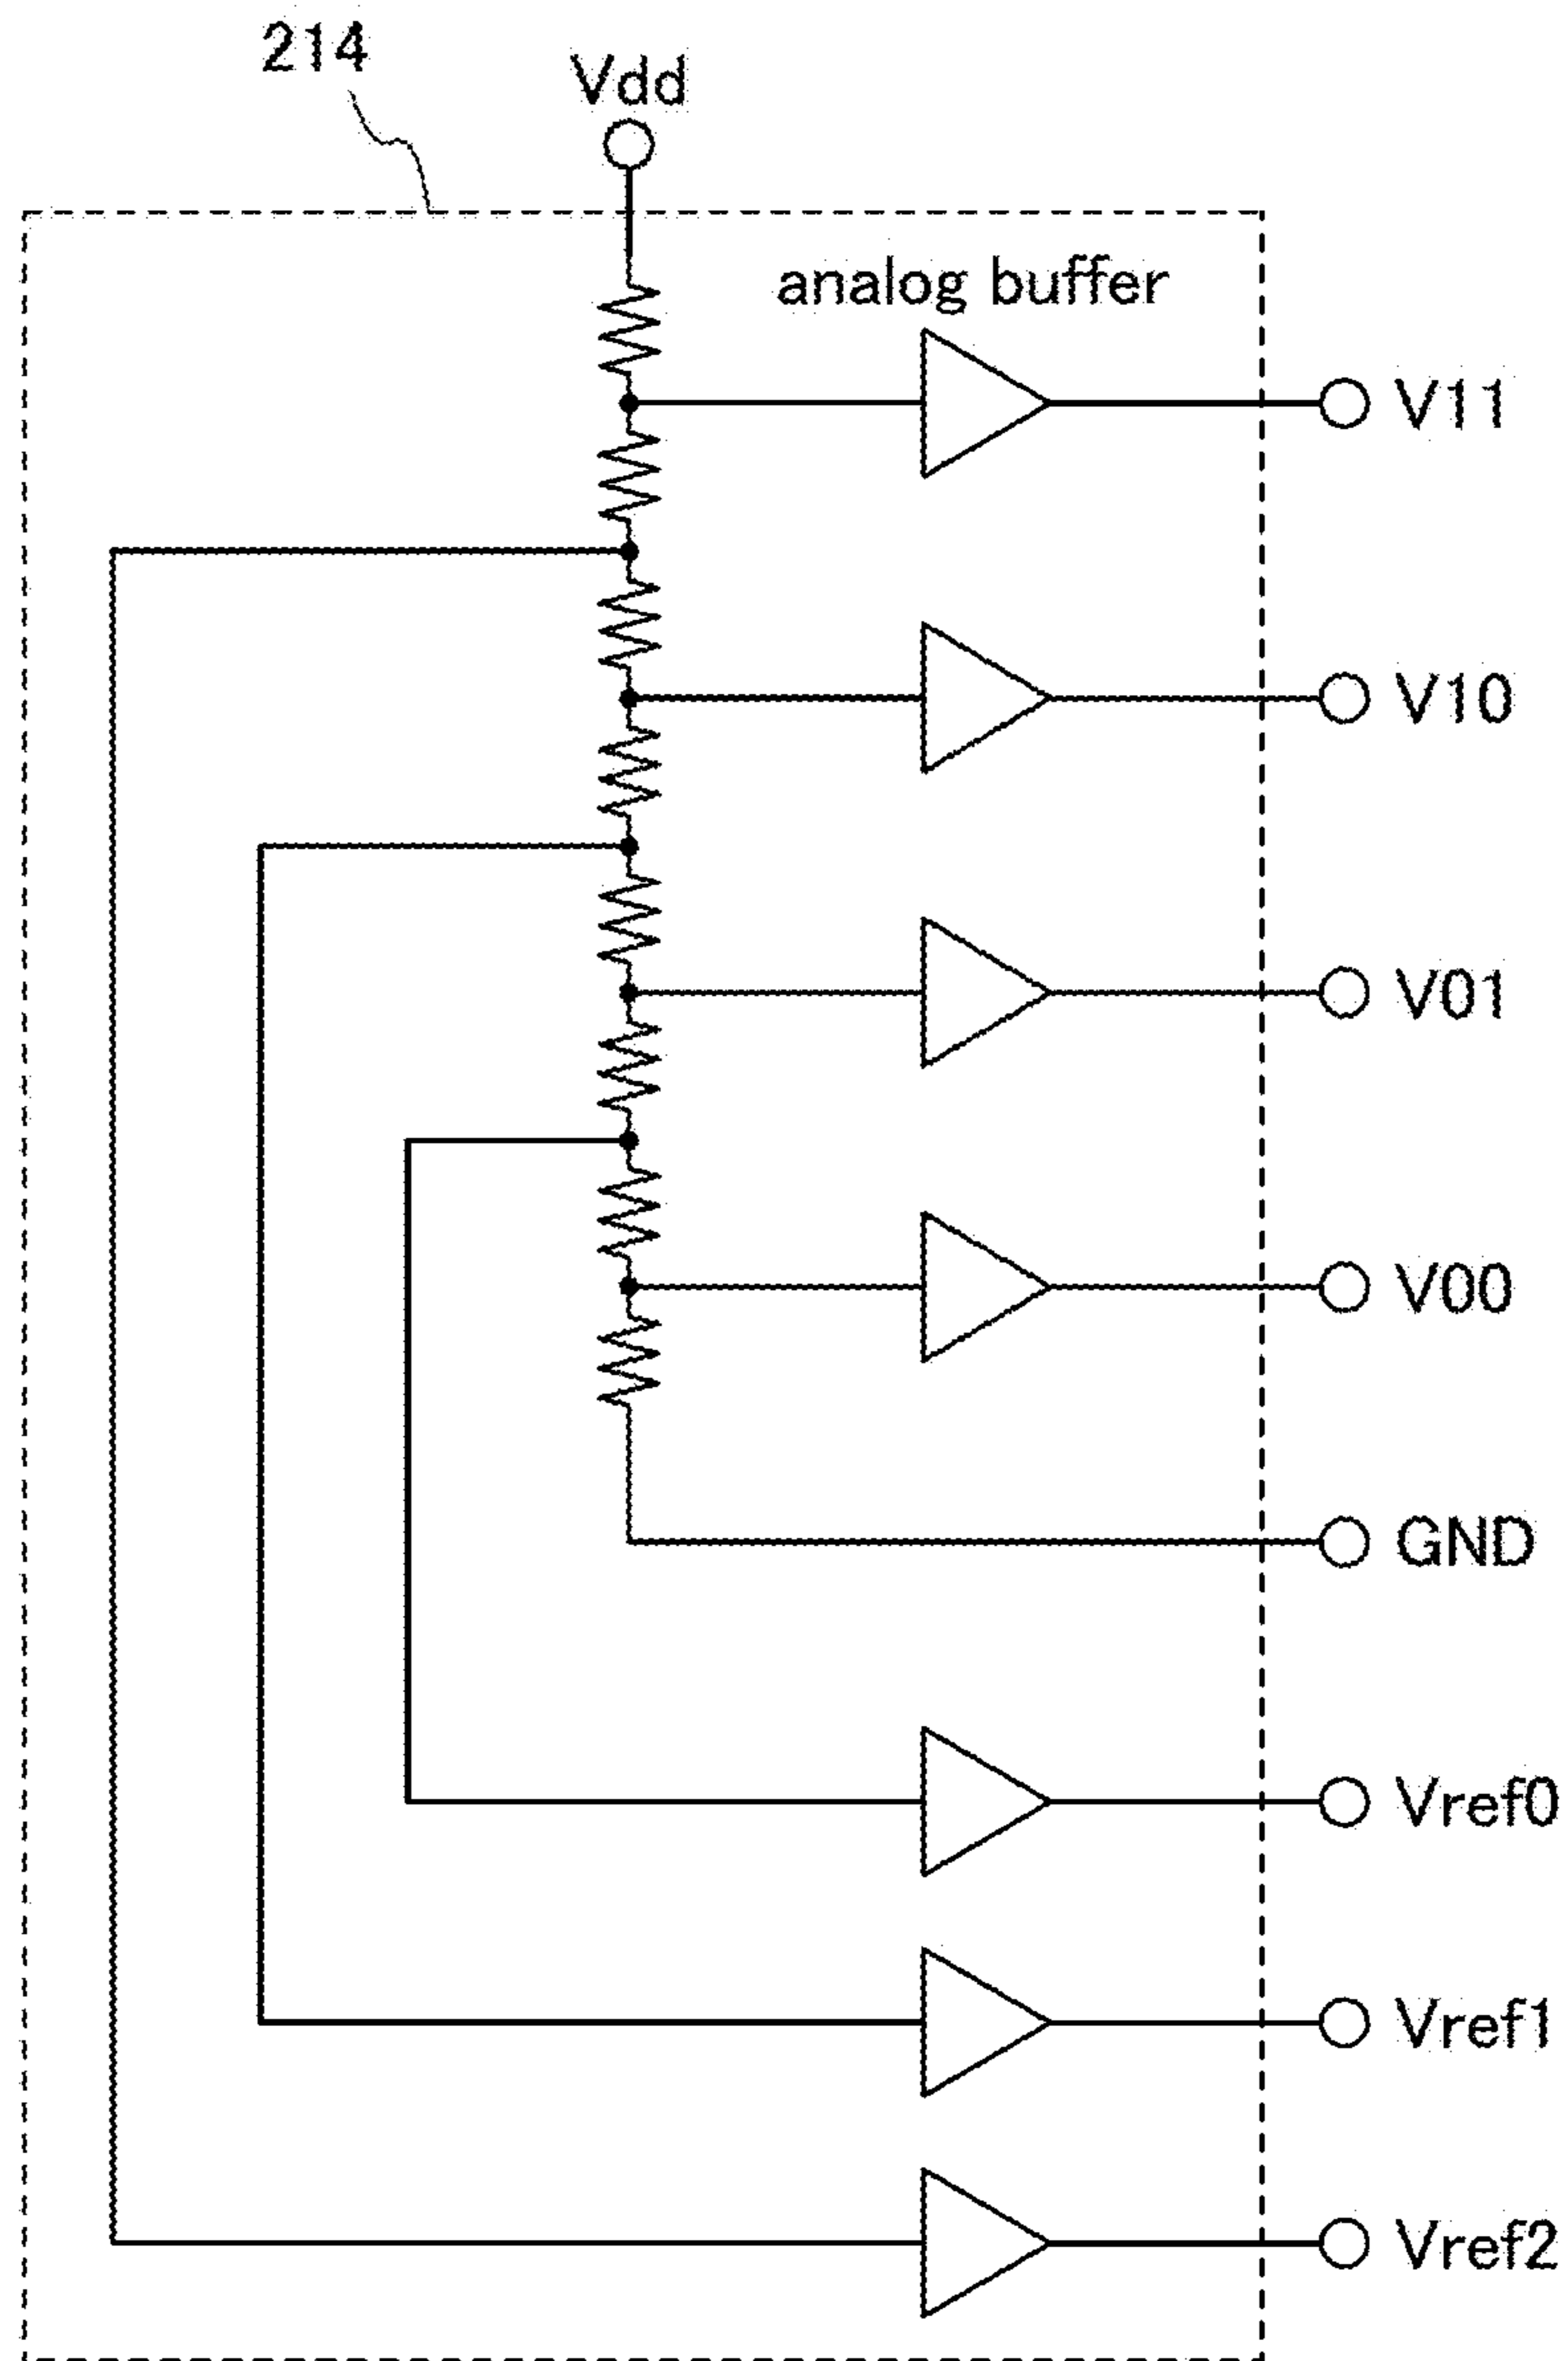 214
Vdd
analog buffer
V11
V10
V01
V00
GND
Vref0
Vref1
Vref2